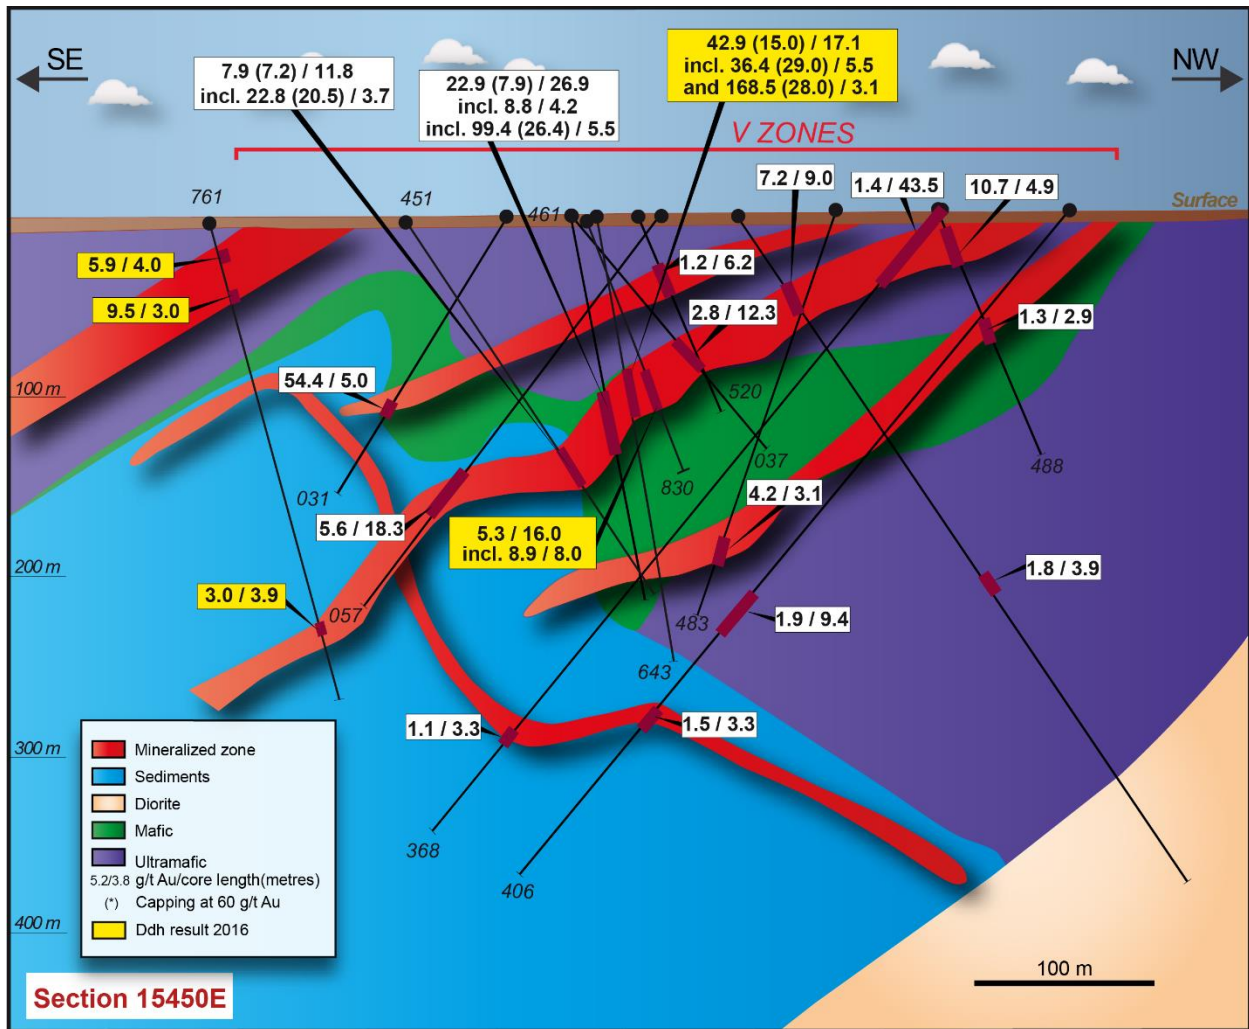 SE
NW
7.9 (7.2) / 11.8
incl. 22.8 (20.5) / 3.7
22.9 (7.9) / 26.9
incl. 8.8 / 4.2
incl. 99.4 (26.4) / 5.5
42.9 (15.0) / 17.1
incl. 36.4 (29.0) / 5.5
and 168.5 (28.0) / 3.1
V ZONES
7.2 / 9.0
1.4 / 43.5
10.7 / 4.9
761
451
461
Surface
5.9 / 4.0
9.5 / 3.0
1.2 / 6.2
2.8 / 12.3
1.3 / 2.9
100 m
54.4 / 5.0
520
037
488
031
830
5.6 / 18.3
5.3 / 16.0
incl. 8.9 / 8.0
4.2 / 3.1
200 m
3.0 / 3.9
057
483
1.9 / 9.4
1.8 / 3.9
643
1.1 / 3.3
1.5 / 3.3
300 m
368
406
400 m
Mineralized zone
Sediments
Diorite
Mafic
Ultramafic
5.2/3.8 g/t Au/core length(metres)
(*) Capping at 60 g/t Au
Ddh result 2016
Section 15450E
100 m